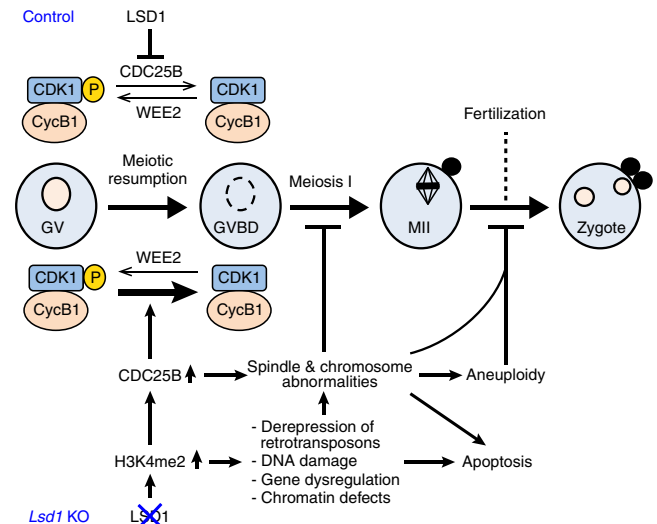 Control
LSD1
CDC25B
CDK1
P
CDK1
WEE2
CycB1
CycB1
Fertilization
Meiotic
resumption
Meiosis I
GV
GVBD
MII
Zygote
WEE2
CDK1
P
CDK1
CycB1
CycB1
CDC25B
Spindle & chromosome
abnormalities
Aneuploidy
- Derepression of
retrotransposons
H3K4me2
- DNA damage
Apoptosis
- Gene dysregulation
- Chromatin defects
Lsd1 KO
LSD1